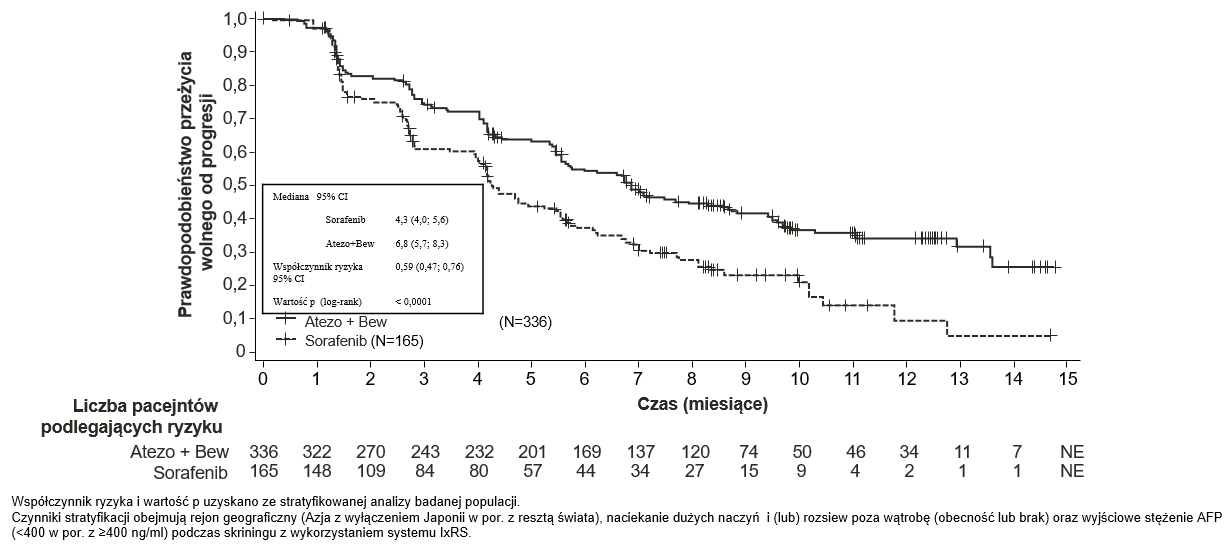 Prawdopodobieństwo przeżycia
wolnego od progresji
1,0
0,9
0,8
0,7
0,6
0,5
0,4
0,3
0,2
0,1
0
Mediana 95% CI
Sorafenib 4,3 (4,0; 5,6)
Atezo+Bew 6,8 (5,7; 8,3)
Współczynnik ryzyka 0,59 (0,47; 0,76)
95% CI
Wartość p (log-rank) < 0,0001
Atezo + Bew (N=336)
Sorafenib (N=165)
0 1 2 3 4 5 6 7 8 9 10 11 12 13 14 15
Czas (miesiące)
Liczba pacejntów
podlegających ryzyku
Atezo + Bew 336 322 270 243 232 201 169 137 120 74 50 46 34 11 7 NE
Sorafenib 165 148 109 84 80 57 44 34 27 15 9 4 2 1 1 NE
Współczynnik ryzyka i wartość p uzyskano ze stratyfikowanej analizy badanej populacji.
Czynniki stratyfikacji obejmują rejon geograficzny (Azja z wyłączeniem Japonii w por. z resztą świata), naciekanie dużych naczyń i (lub) rozsiew poza wątrobę (obecność lub brak) oraz wyjściowe stężenie AFP
(<400 w por. z ≥400 ng/ml) podczas skriningu z wykorzystaniem systemu IxRS.